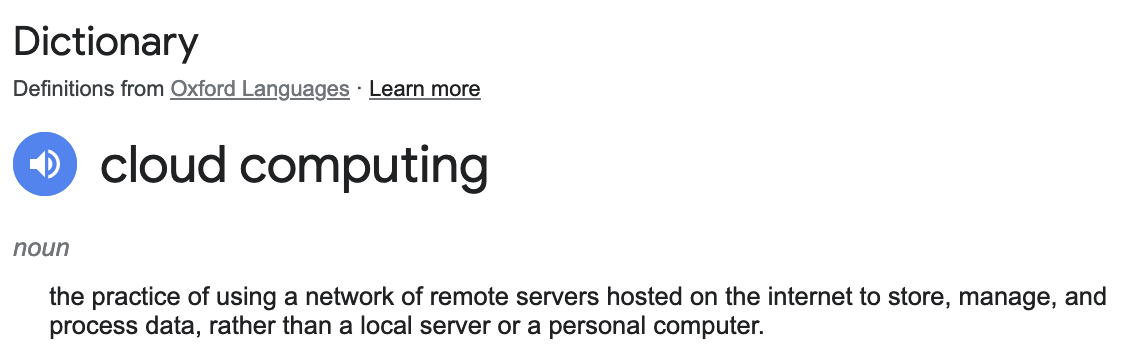 Dictionary
Definitions from Oxford Languages · Learn more
cloud computing
noun
the practice of using a network of remote servers hosted on the internet to store, manage, and
process data, rather than a local server or a personal computer.